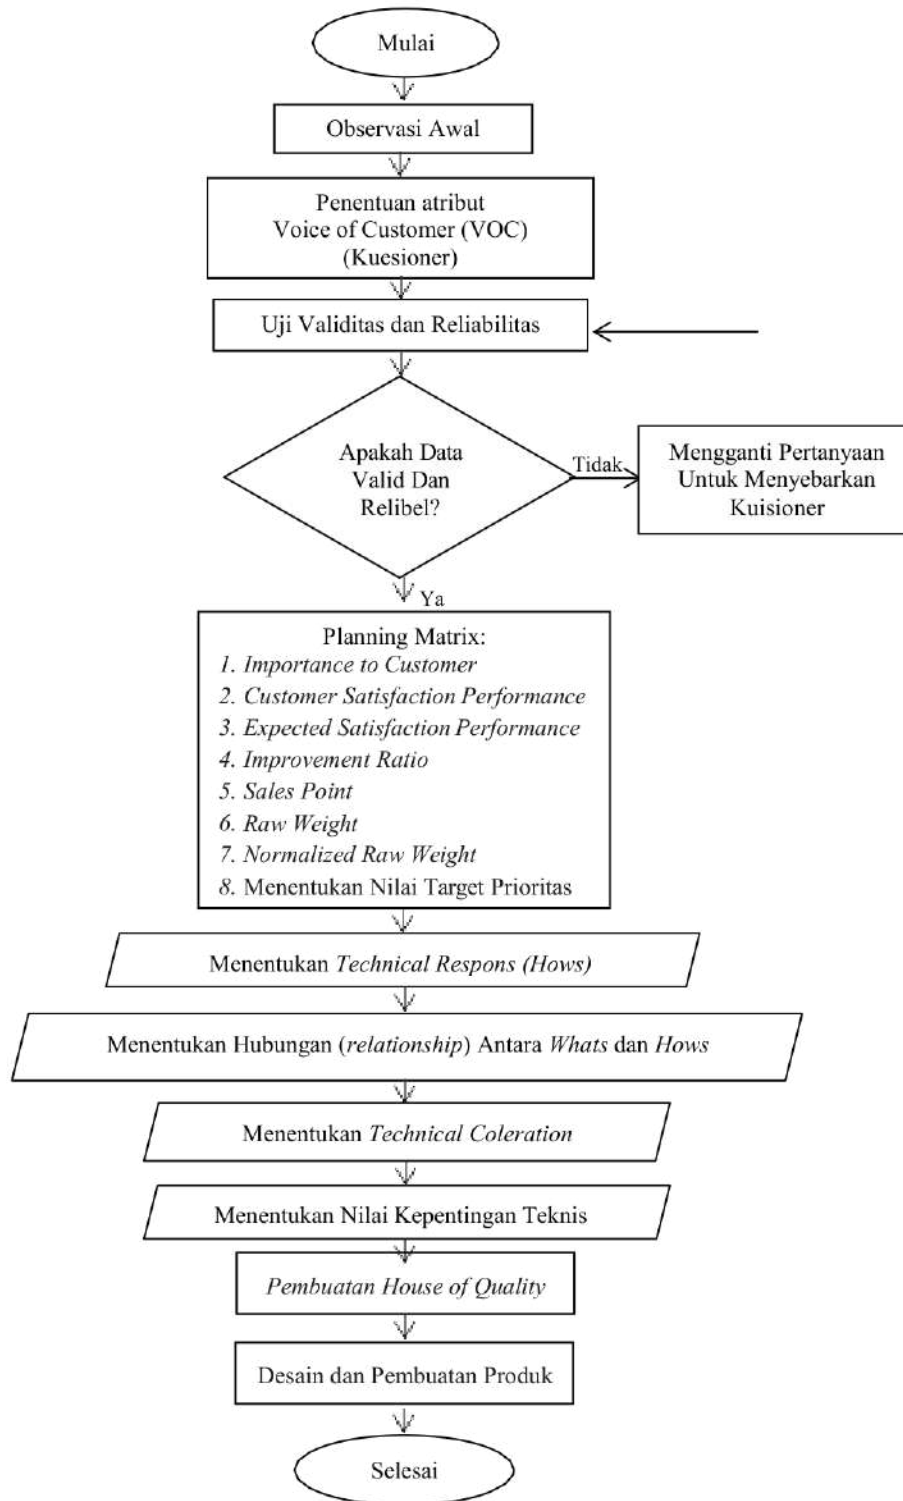 Mulai
Observasi Awal
Penentuan atribut
Voice of Customer (VOC)
(Kuesioner)
Uji Validitas dan Reliabilitas
Apakah Data
Valid Dan
Relibel?
Tidak
Mengganti Pertanyaan
Untuk Menyebarkan
Kuisioner
Ya
Planning Matrix:
1. Importance to Customer
2. Customer Satisfaction Performance
3. Expected Satisfaction Performance
4. Improvement Ratio
5. Sales Point
6. Raw Weight
7. Normalized Raw Weight
8. Menentukan Nilai Target Prioritas
Menentukan Technical Respons (Hows)
Menentukan Hubungan (relationship) Antara Whats dan Hows
Menentukan Technical Coleration
Menentukan Nilai Kepentingan Teknis
Pembuatan House of Quality
Desain dan Pembuatan Produk
Selesai